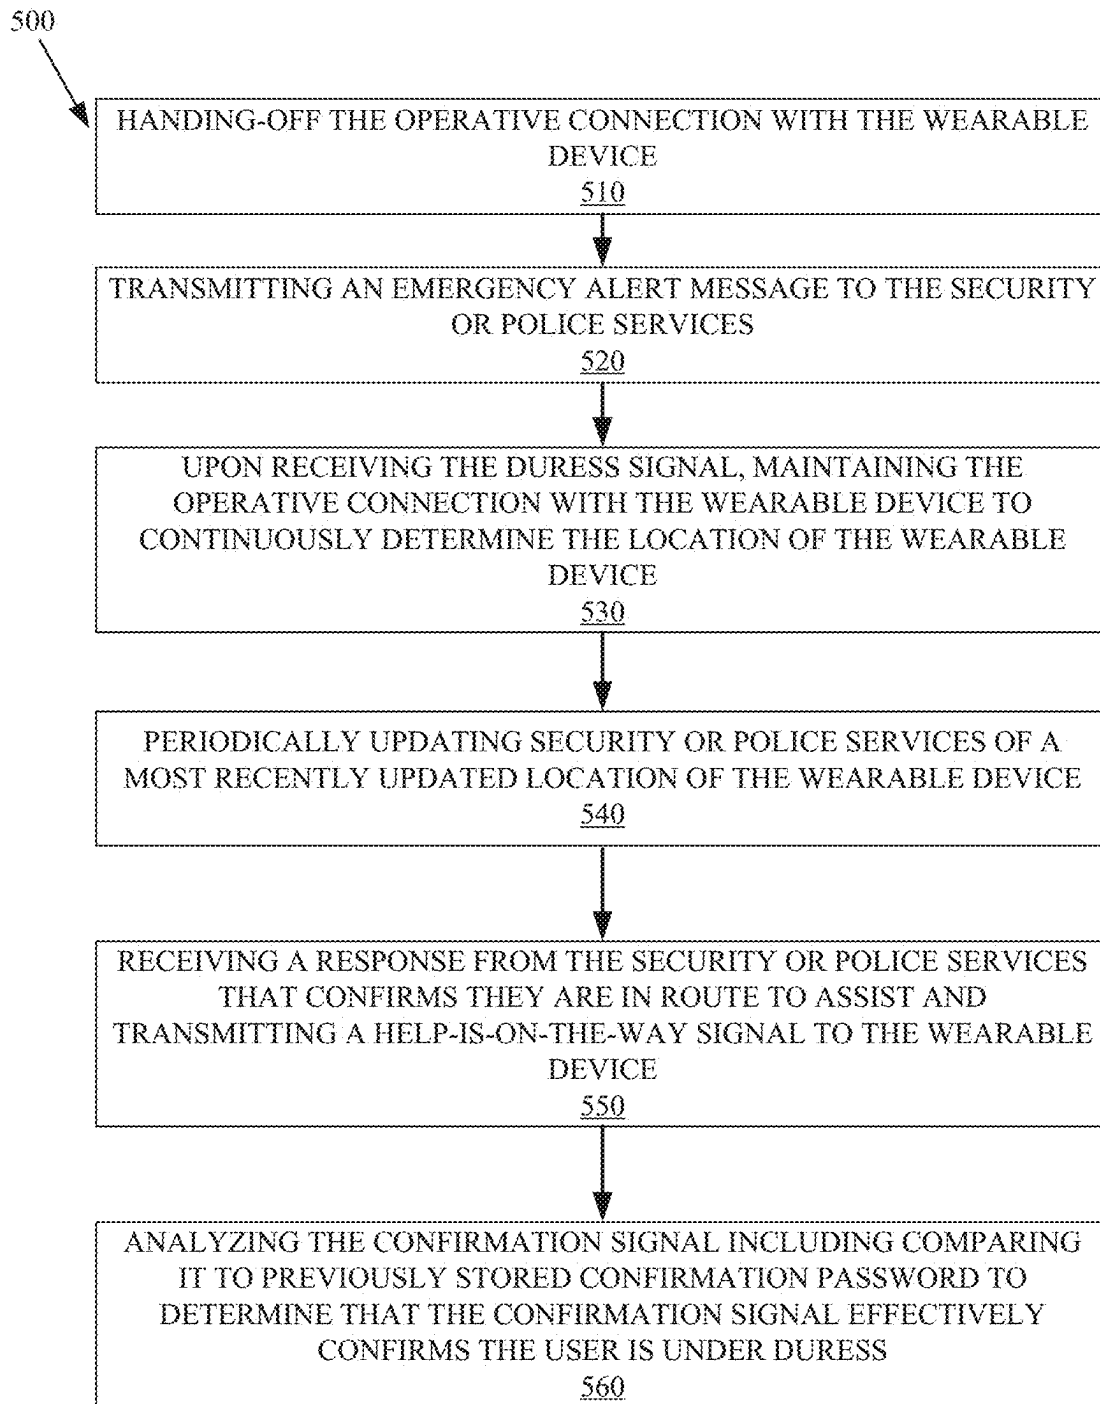 500
HANDING-OFF THE OPERATIVE CONNECTION WITH THE WEARABLE
DEVICE
510
TRANSMITTING AN EMERGENCY ALERT MESSAGE TO THE SECURITY
OR POLICE SERVICES
520
UPON RECEIVING THE DURESS SIGNAL, MAINTAINING THE
OPERATIVE CONNECTION WITH THE WEARABLE DEVICE TO
CONTINUOUSLY DETERMINE THE LOCATION OF THE WEARABLE
DEVICE
530
PERIODICALLY UPDATING SECURITY OR POLICE SERVICES OF A
MOST RECENTLY UPDATED LOCATION OF THE WEARABLE DEVICE
540
RECEIVING A RESPONSE FROM THE SECURITY OR POLICE SERVICES
THAT CONFIRMS THEY ARE IN ROUTE TO ASSIST AND
TRANSMITTING A HELP-IS-ON-THE-WAY SIGNAL TO THE WEARABLE
DEVICE
550
ANALYZING THE CONFIRMATION SIGNAL INCLUDING COMPARING
IT TO PREVIOUSLY STORED CONFIRMATION PASSWORD TO
DETERMINE THAT THE CONFIRMATION SIGNAL EFFECTIVELY
CONFIRMS THE USER IS UNDER DURESS
560